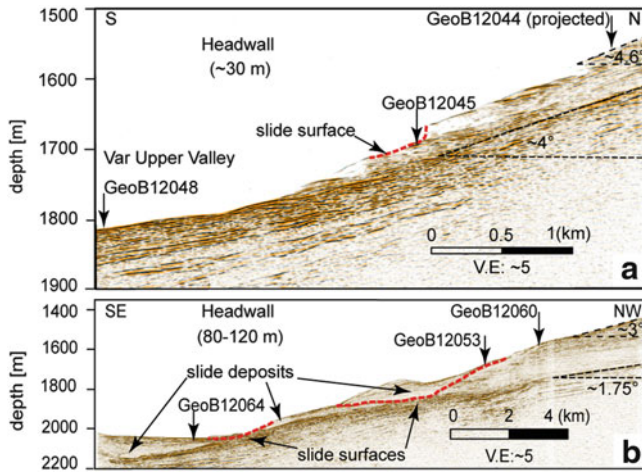 1500
S
GeoB12044 (projected)
N
Headwall
(~30 m)
~4.6°
1600
GeoB12045
slide surface
1700
Var Upper Valley
~4°
GeoB12048
depth [m]
1800
0 0.5 1(km)
V.E: ~5
1900
a
1400
SE
Headwall
(80-120 m)
GeoB12060
NW
GeoB12053
~3°
1600
slide deposits
depth [m]
1800
GeoB12064
~1.75°
0 2 4 (km)
2000
slide surfaces
V.E:~5
2200
b